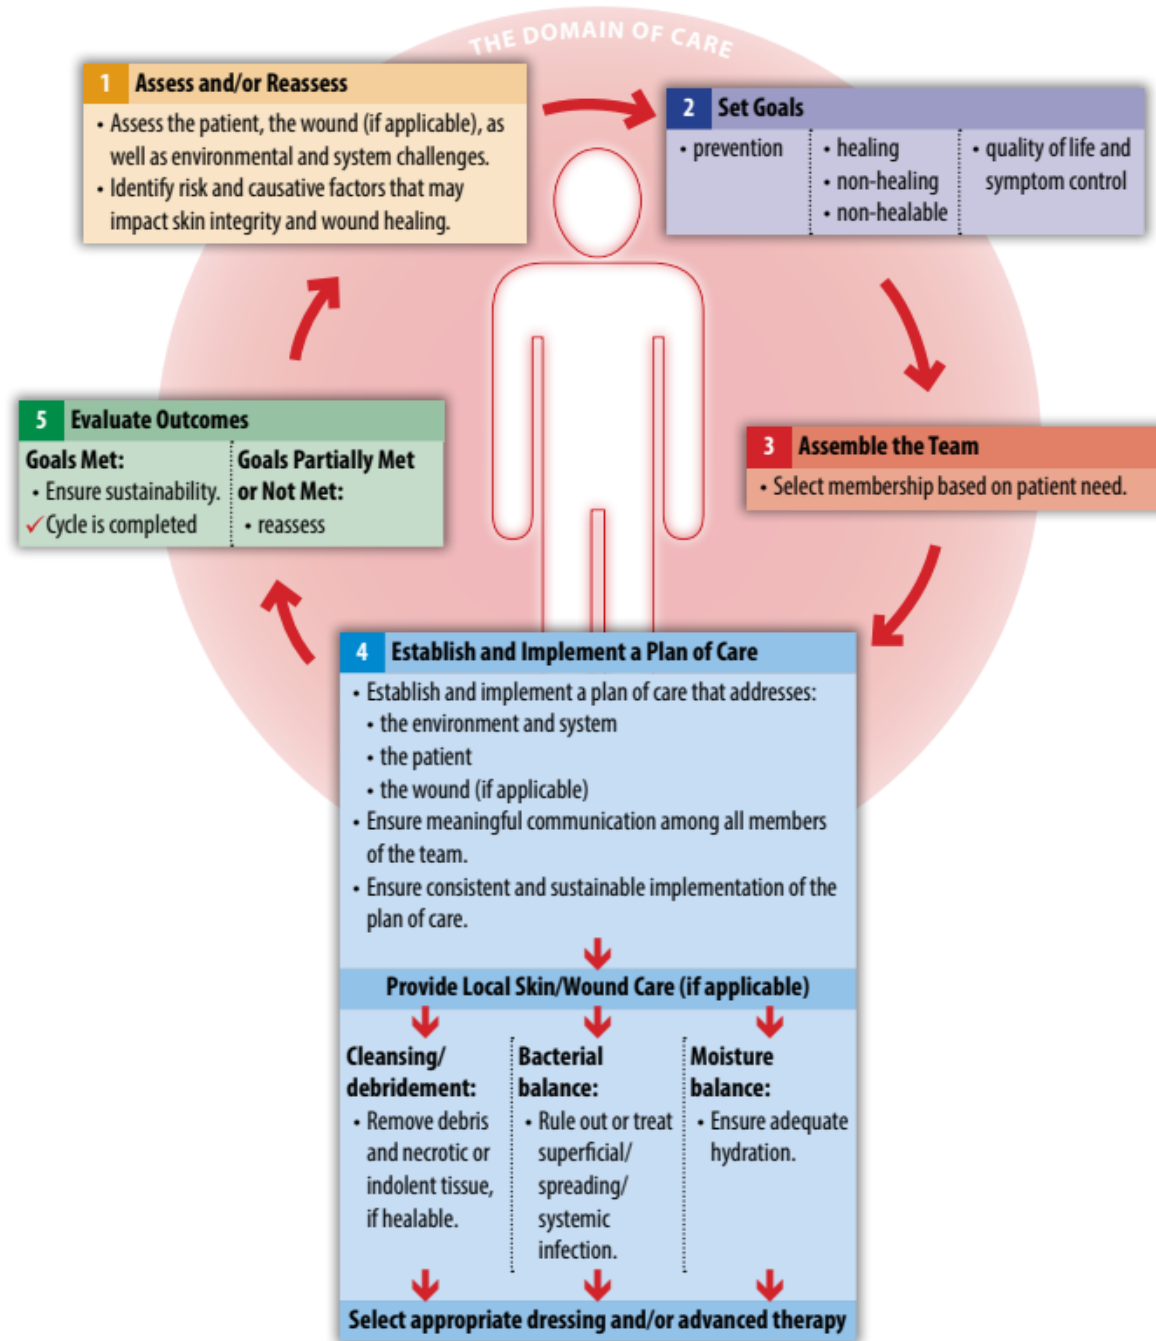 THE DOMAIN OF CARE
1 Assess and/or Reassess
• Assess the patient, the wound (if applicable), as
well as environmental and system challenges.
• Identify risk and causative factors that may
impact skin integrity and wound healing.
2 Set Goals
• prevention
• healing
• non-healing
• non-healable
• quality of life and
symptom control
3 Assemble the Team
• Select membership based on patient need.
4 Establish and Implement a Plan of Care
• Establish and implement a plan of care that addresses:
• the environment and system
• the patient
• the wound (if applicable)
• Ensure meaningful communication among all members
of the team.
• Ensure consistent and sustainable implementation of the
plan of care.
Provide Local Skin/Wound Care (if applicable)
Cleansing/
debridement:
• Remove debris
and necrotic or
indolent tissue,
if healable.
Bacterial
balance:
• Rule out or treat
superficial/
spreading/
systemic
infection.
Moisture
balance:
• Ensure adequate
hydration.
Select appropriate dressing and/or advanced therapy
5 Evaluate Outcomes
Goals Met:
• Ensure sustainability.
✓ Cycle is completed
Goals Partially Met
or Not Met:
• reassess